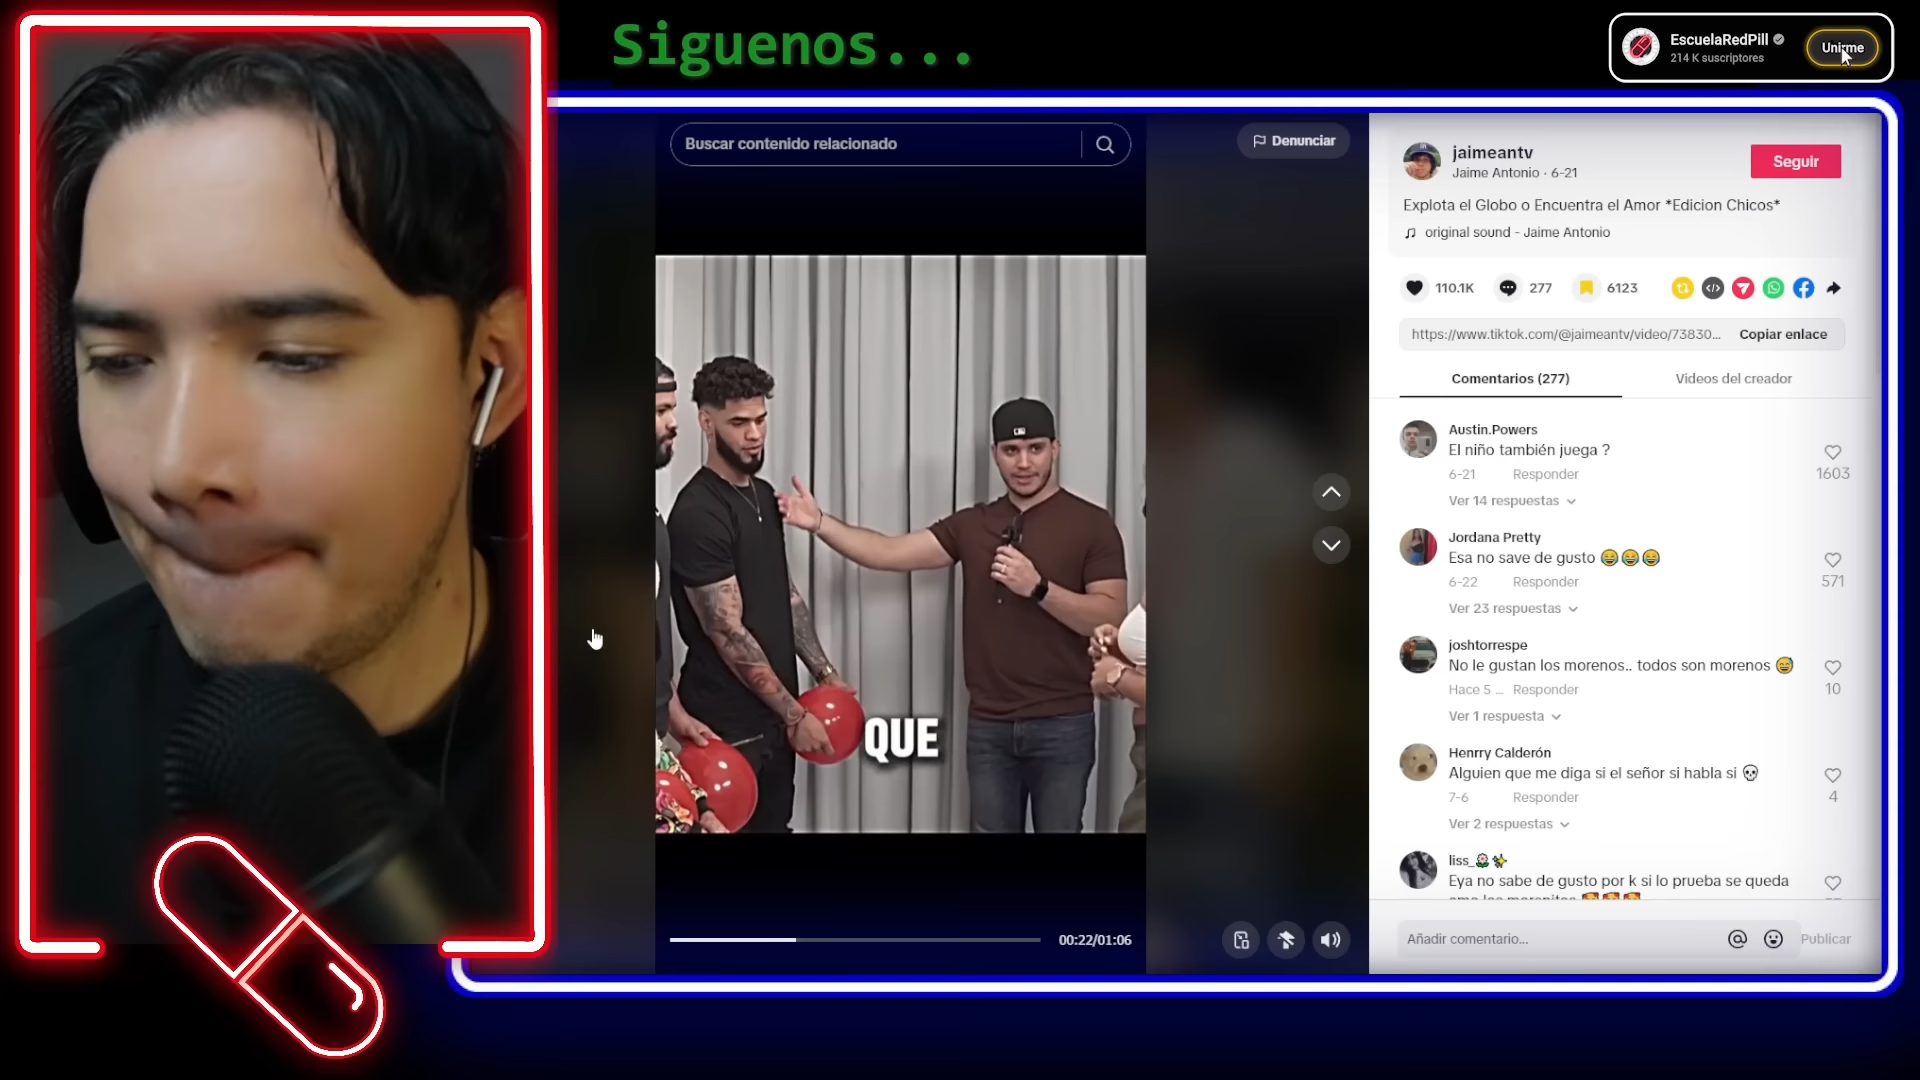 Siguenos...
EscuelaRedPill
214 K suscriptores
Unirme
Buscar contenido relacionado
Denunciar
QUE
00:22/01:06
jaimeantv
Jaime Antonio · 6-21
Seguir
Explota el Globo o Encuentra el Amor *Edicion Chicos*
original sound - Jaime Antonio
110.1K
277
6123
https://www.tiktok.com/@jaimeantv/video/73830...
Copiar enlace
Comentarios (277)
Videos del creador
Austin.Powers
El niño también juega ?
6-21
Responder
1603
Ver 14 respuestas
Jordana Pretty
Esa no save de gusto 😂😂😂
6-22
Responder
571
Ver 23 respuestas
joshtorrespe
No le gustan los morenos.. todos son morenos 😅
Hace 5 ...
Responder
10
Ver 1 respuesta
Henrry Calderón
Alguien que me diga si el señor si habla si 💀
7-6
Responder
4
Ver 2 respuestas
liss_
Eya no sabe de gusto por k si lo prueba se queda
Añadir comentario...
Publicar